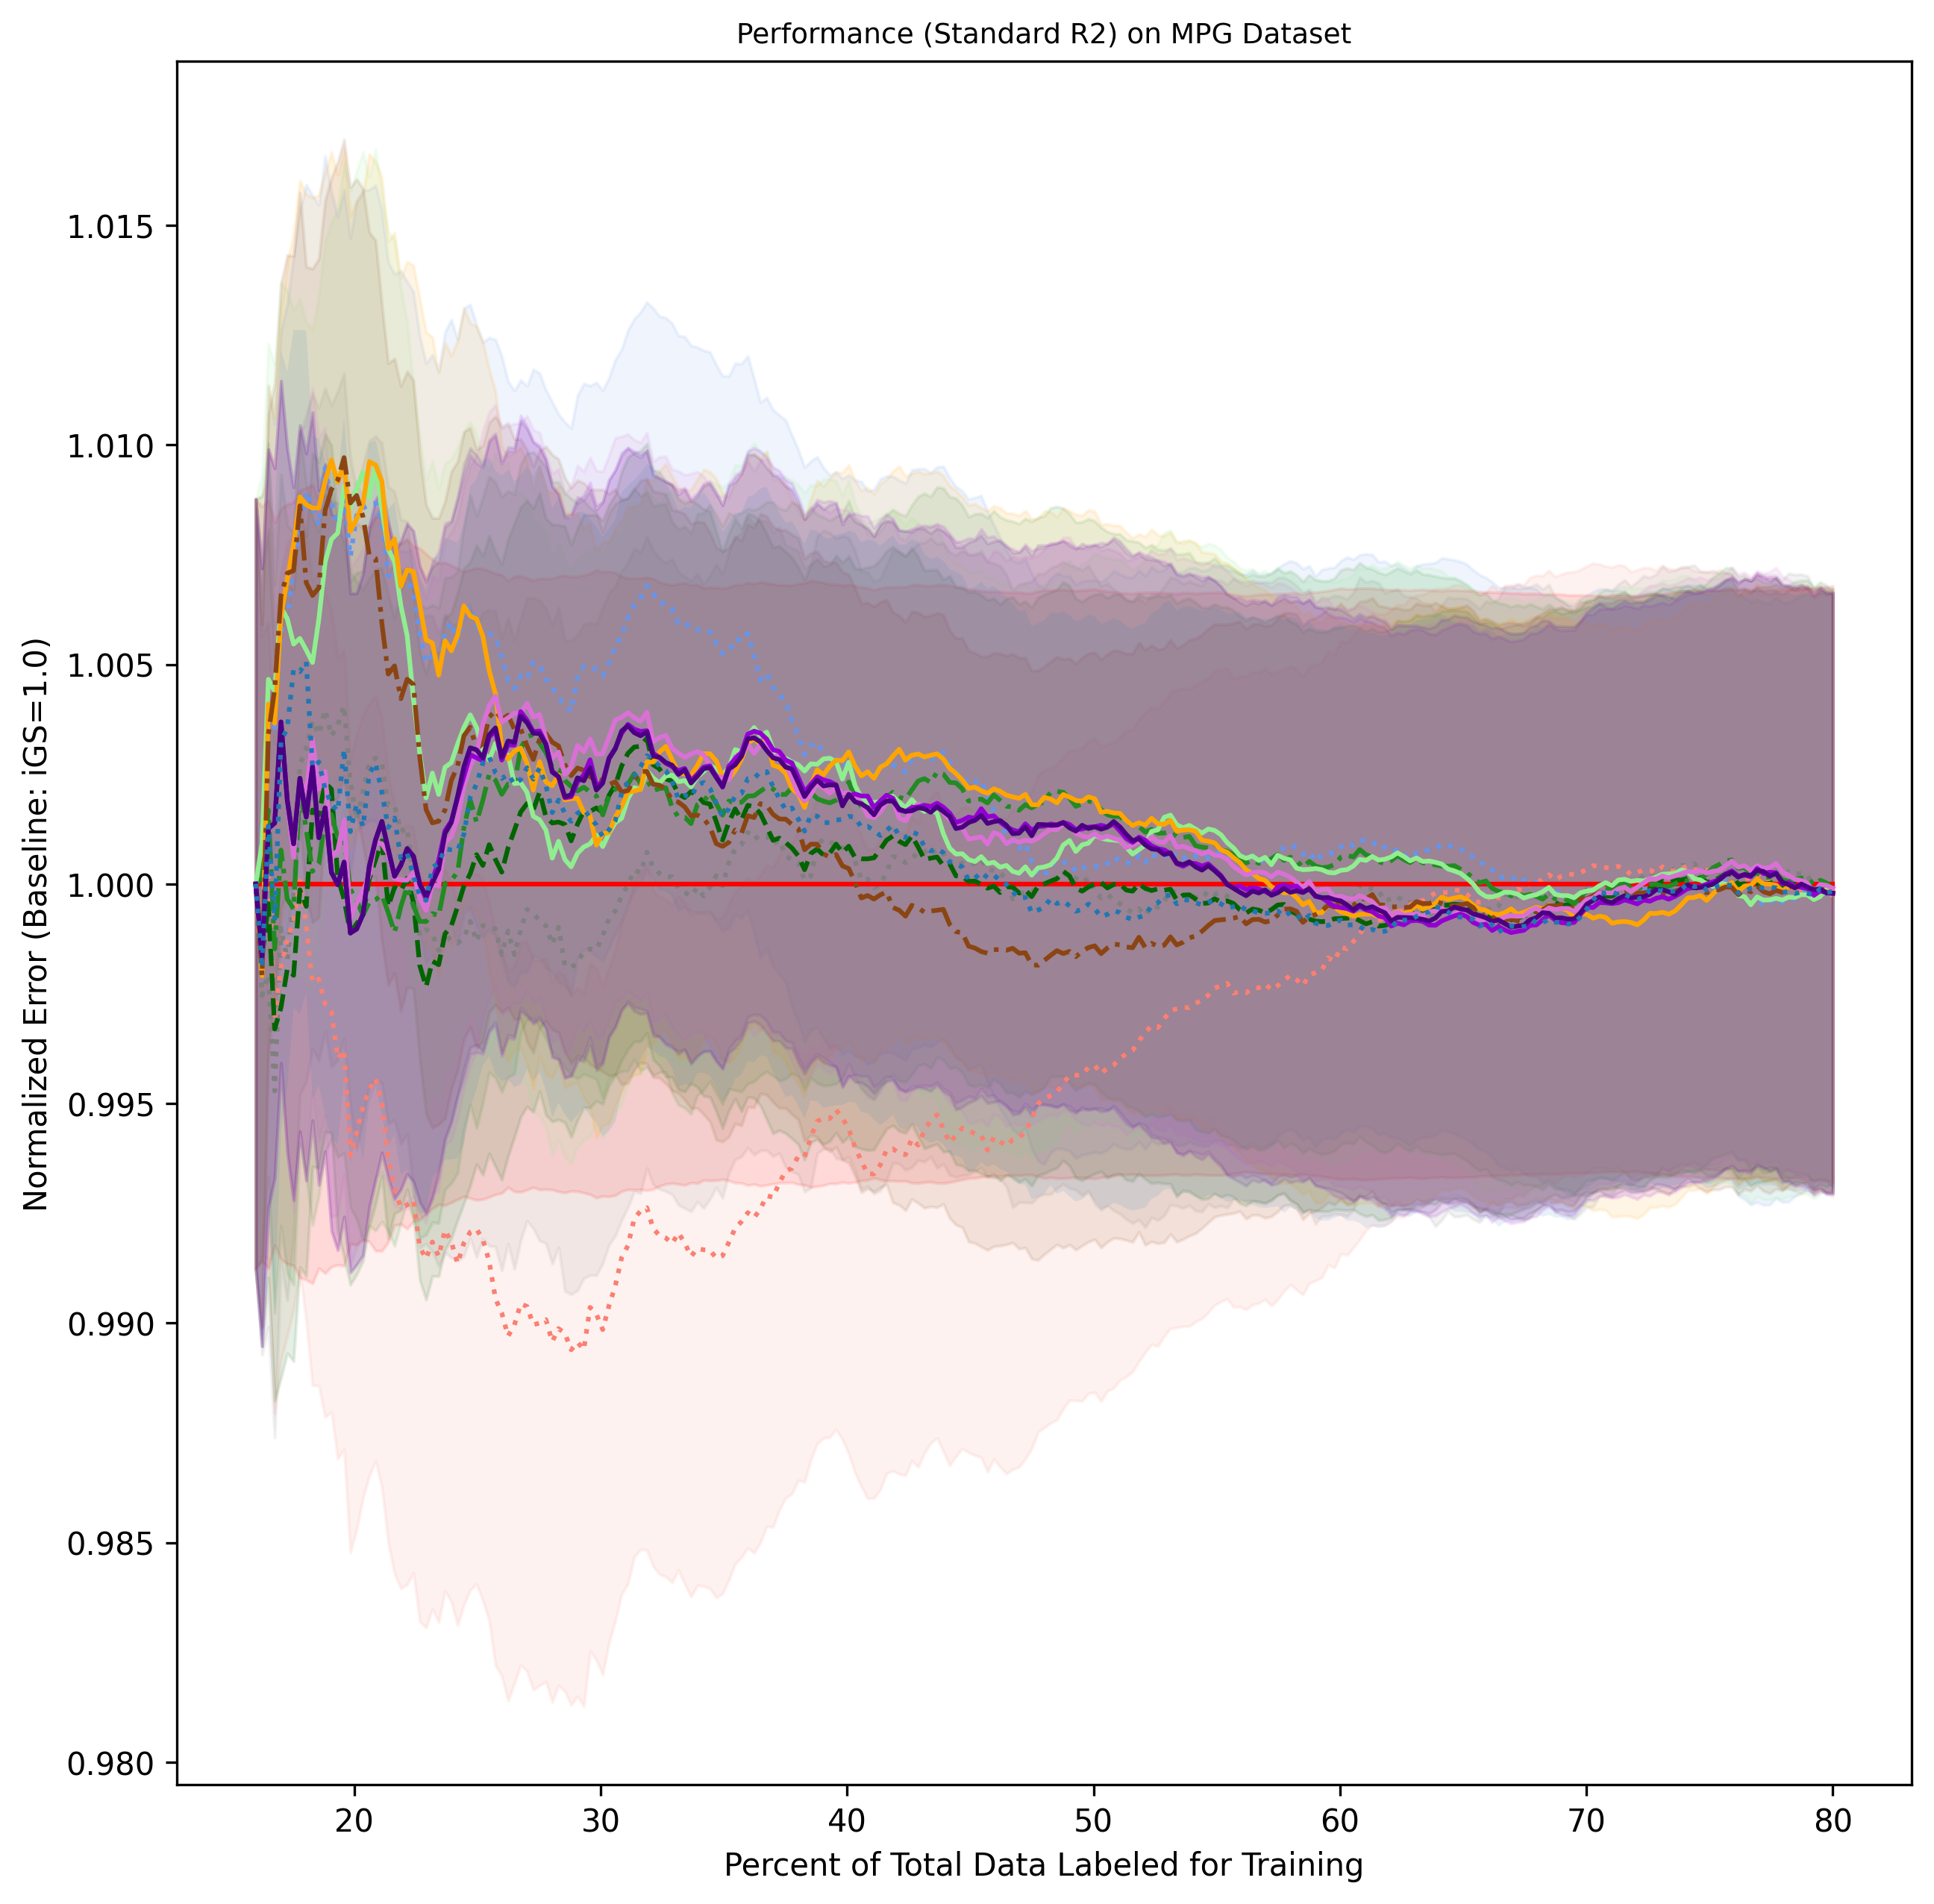 Performance (Standard R2) on MPG Dataset
Normalized Error (Baseline: iGS=1.0)
1.015
1.010
1.005
1.000
0.995
0.990
0.985
0.980
20 30 40 50 60 70 80
Percent of Total Data Labeled for Training